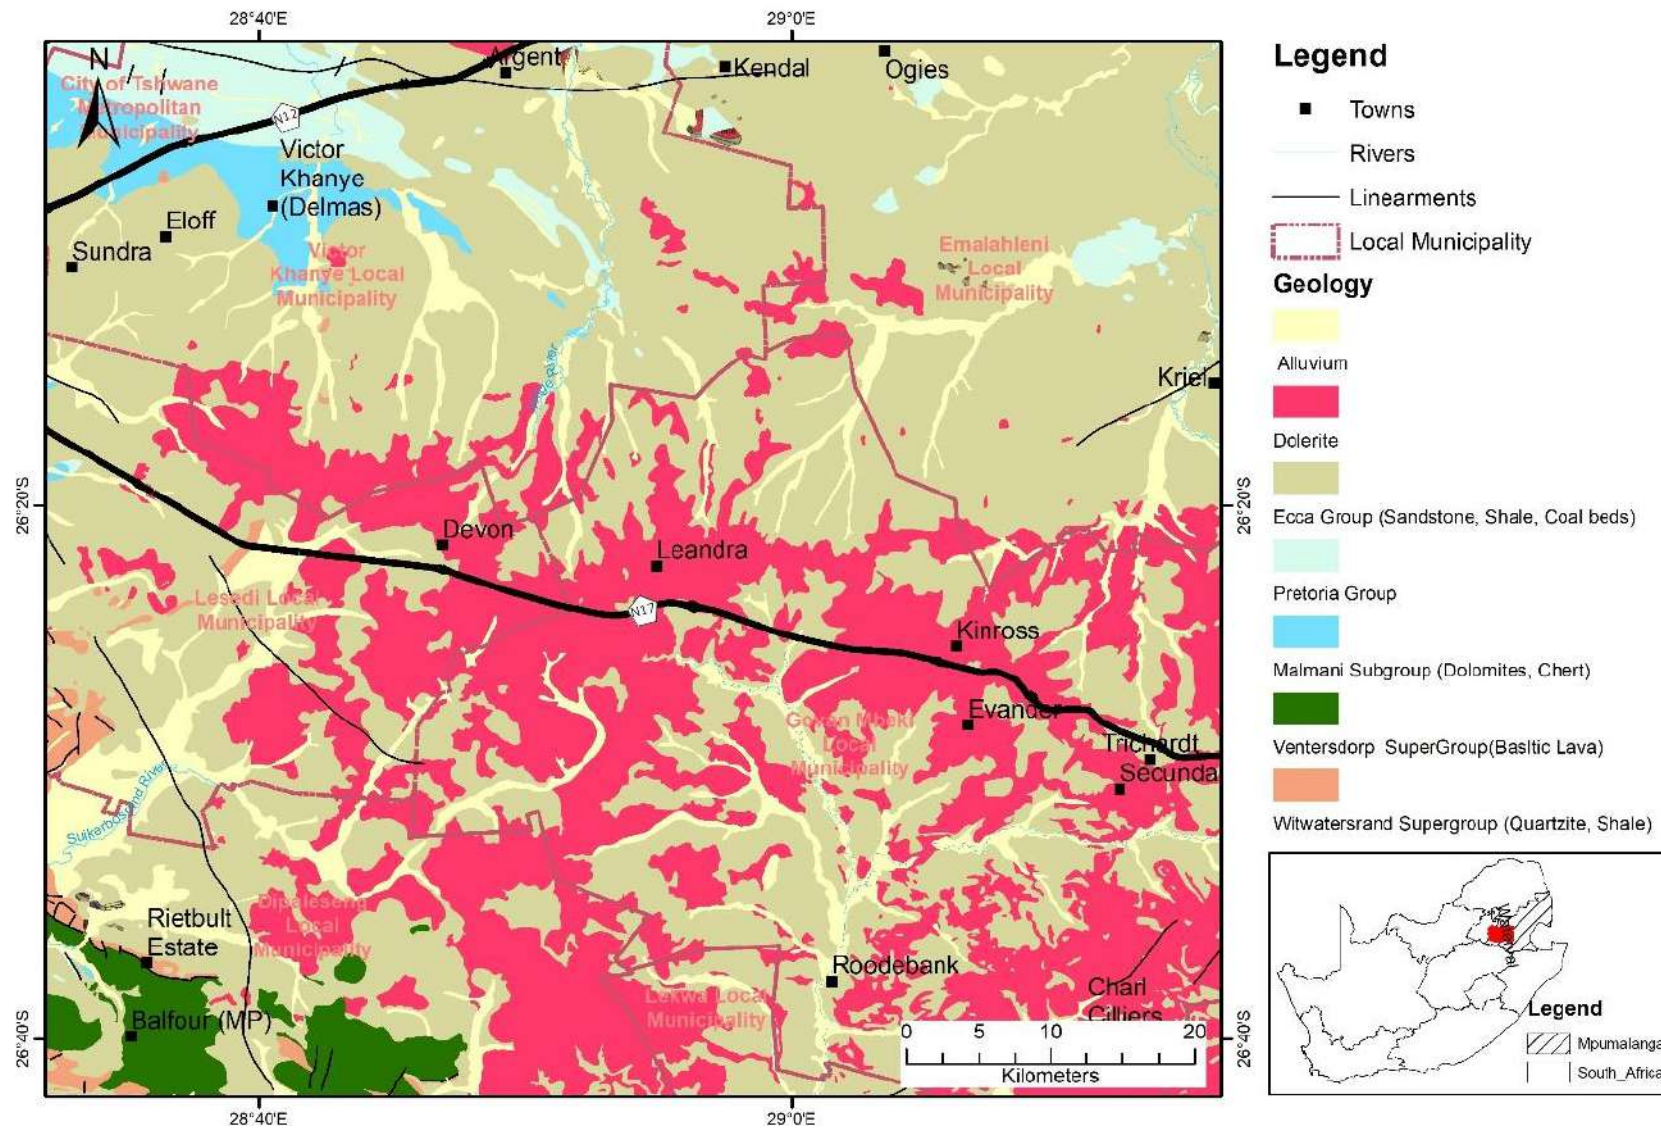 28°40'E
29°0'E
N
City of Tshwane
Metropolitan
Municipality
N12
Argent
Kendal
Ogies
Victor
Khanye
(Delmas)
Eloff
Sundra
Victor
Khanye Local
Municipality
Emalahleni
Local
Municipality
Kriel
26°20'S
26°20'S
Devon
Leandra
N17
Lesedi Local
Municipality
Kinross
Evander
Govan Mbeki
Local
Municipality
Trichardt
Secunda
Suikerbosrand River
Dipaleseng
Local
Municipality
Rietbult
Estate
Roodebank
Lekwa Local
Municipality
Charl
Cilliers
Balfour (MP)
26°40'S
26°40'S
0 5 10 20
Kilometers
28°40'E
29°0'E
Legend
Towns
Rivers
Linearments
Local Municipality
Geology
Alluvium
Dolerite
Ecca Group (Sandstone, Shale, Coal beds)
Pretoria Group
Malmani Subgroup (Dolomites, Chert)
Ventersdorp SuperGroup(Basltic Lava)
Witwatersrand Supergroup (Quartzite, Shale)
Legend
Mpumalanga
South_Africa